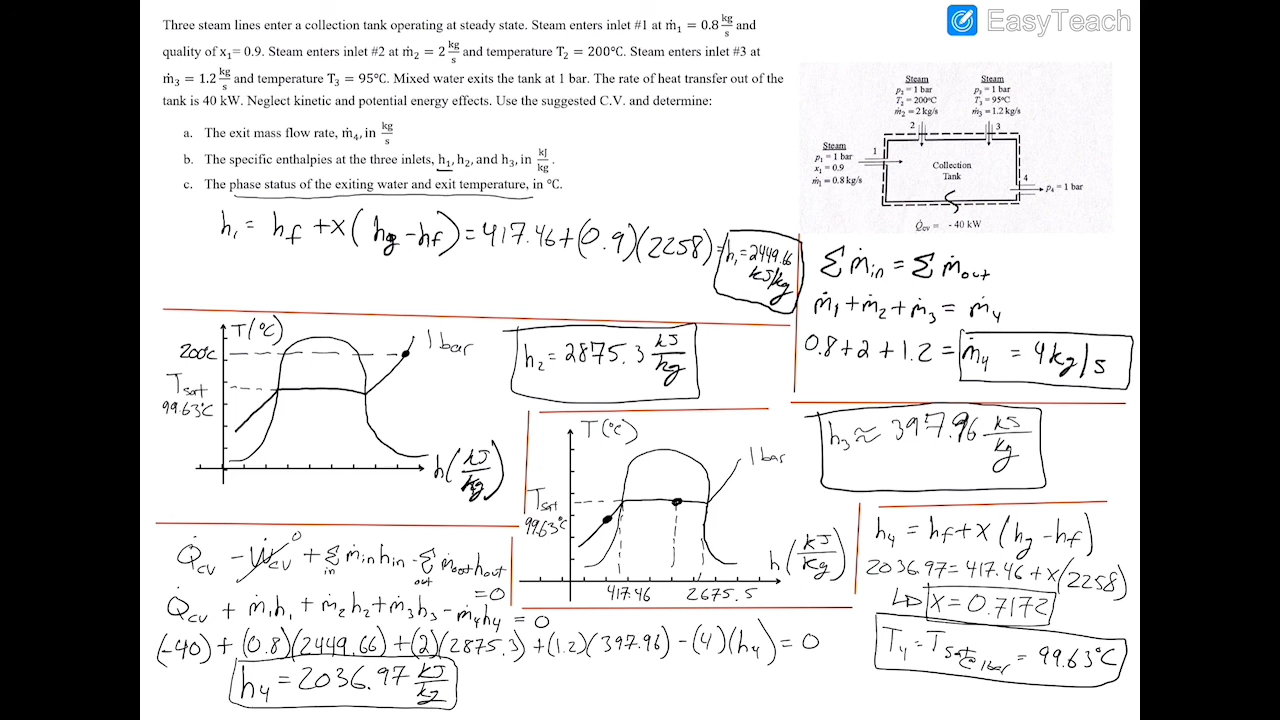 EasyTeach
Three steam lines enter a collection tank operating at steady state. Steam enters inlet #1 at ṁ₁ = 0.8 kg/s and
quality of x₁= 0.9. Steam enters inlet #2 at ṁ₂ = 2 kg/s and temperature T₂ = 200°C. Steam enters inlet #3 at
ṁ₃ = 1.2 kg/s and temperature T₃ = 95°C. Mixed water exits the tank at 1 bar. The rate of heat transfer out of the
tank is 40 kW. Neglect kinetic and potential energy effects. Use the suggested C.V. and determine:
a. The exit mass flow rate, ṁ₄, in kg/s
b. The specific enthalpies at the three inlets, h₁, h₂, and h₃, in kJ/kg.
c. The phase status of the exiting water and exit temperature, in °C.
Steam
p₂ = 1 bar
T₂ = 200°C
ṁ₂ = 2 kg/s
2
Steam
p₃ = 1 bar
T₃ = 95°C
ṁ₃ = 1.2 kg/s
3
Steam
p₁ = 1 bar
x₁ = 0.9
ṁ₁ = 0.8 kg/s
1
Collection
Tank
4
p₄ = 1 bar
Q̇cv = - 40 kW
h₁ = hf + x(hg - hf) = 417.46 + (0.9)(2258) = h₁ = 2449.66 kJ/kg
Σṁin = Σṁout
ṁ₁ + ṁ₂ + ṁ₃ = ṁ₄
0.8 + 2 + 1.2 = ṁ₄ = 4 kg/s
T(°C)
200°C
1 bar
Tsat
99.63°C
h (kJ/kg)
h₂ = 2875.3 kJ/kg
h₃ ≈ 397.96 kJ/kg
T(°C)
1 bar
Tsat
99.63°C
h (kJ/kg)
417.46 2675.5
Q̇cv - Ẇcv 0 + Σin ṁin hin - Σout ṁout hout = 0
Q̇cv + ṁ₁h₁ + ṁ₂h₂ + ṁ₃h₃ - ṁ₄h₄ = 0
(-40) + (0.8)(2449.66) + (2)(2875.3) + (1.2)(397.96) - (4)(h₄) = 0
h₄ = 2036.97 kJ/kg
h₄ = hf + x(hg - hf)
2036.97 = 417.46 + x(2258)
↳ x = 0.7172
T₄ = Tsat@1bar = 99.63°C